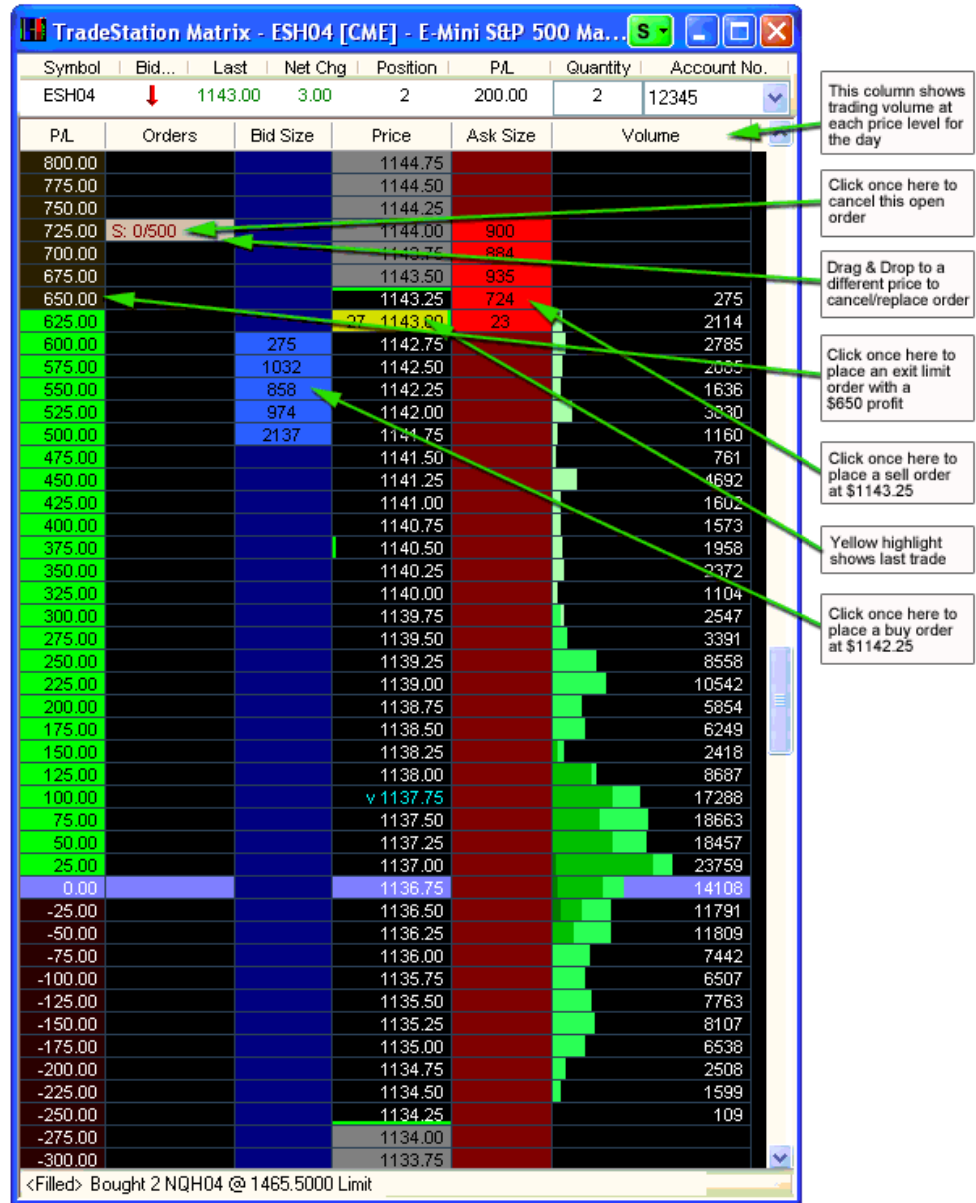 TradeStation Matrix - ESH04 [CME] - E-Mini S&P 500 Ma... S
Symbol Bid... Last Net Chg Position P/L Quantity Account No.
ESH04 1143.00 3.00 2 200.00 2 12345
P/L Orders Bid Size Price Ask Size Volume
800.00 1144.75
775.00 1144.50
750.00 1144.25
725.00 S: 0/500 1144.00 900
700.00 1143.75 884
675.00 1143.50 935
650.00 1143.25 724 275
625.00 27 1143.00 23 2114
600.00 275 1142.75 2785
575.00 1032 1142.50
550.00 858 1142.25 1636
525.00 974 1142.00
500.00 2137 1141.75 1160
475.00 1141.50 761
450.00 1141.25 4692
425.00 1141.00 1602
400.00 1140.75 1573
375.00 1140.50 1958
350.00 1140.25 2372
325.00 1140.00 1104
300.00 1139.75 2547
275.00 1139.50 3391
250.00 1139.25 8558
225.00 1139.00 10542
200.00 1138.75 5854
175.00 1138.50 6249
150.00 1138.25 2418
125.00 1138.00 8687
100.00 v 1137.75 17288
75.00 1137.50 18663
50.00 1137.25 18457
25.00 1137.00 23759
0.00 1136.75 14108
-25.00 1136.50 11791
-50.00 1136.25 11809
-75.00 1136.00 7442
-100.00 1135.75 6507
-125.00 1135.50 7763
-150.00 1135.25 8107
-175.00 1135.00 6538
-200.00 1134.75 2508
-225.00 1134.50 1599
-250.00 1134.25 109
-275.00 1134.00
-300.00 1133.75
<Filled> Bought 2 NQH04 @ 1465.5000 Limit
This column shows
trading volume at
each price level for
the day
Click once here to
cancel this open
order
Drag & Drop to a
different price to
cancel/replace order
Click once here to
place an exit limit
order with a
$650 profit
Click once here to
place a sell order
at $1143.25
Yellow highlight
shows last trade
Click once here to
place a buy order
at $1142.25